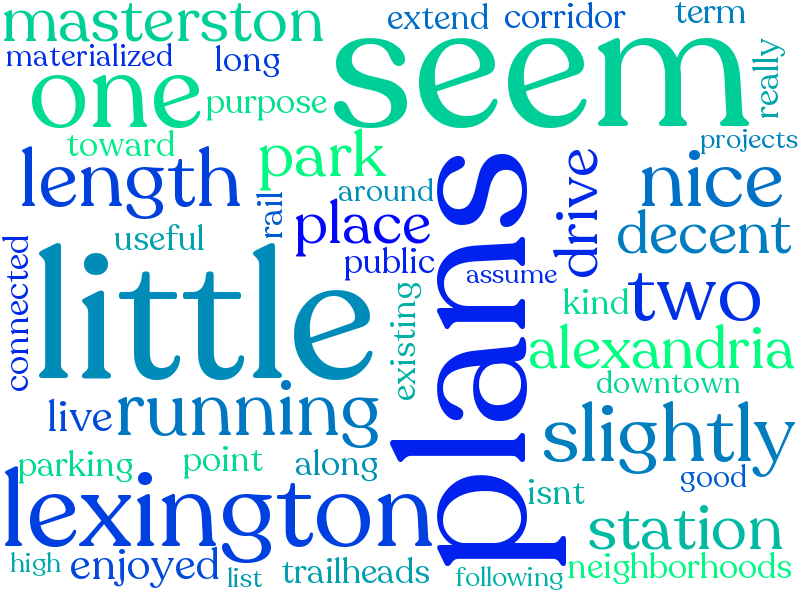 masterston
extend
corridor
term
materialized
long
seem
really
one
purpose
toward
park
projects
length
rail
around
plans
drive
nice
place
decent
useful
public
assume
connected
little
existing
kind
two
alexandria
downtown
live
running
slightly
parking
point
along
good
lexington
isnt
station
high
enjoyed
list
trailheads
following
neighborhoods